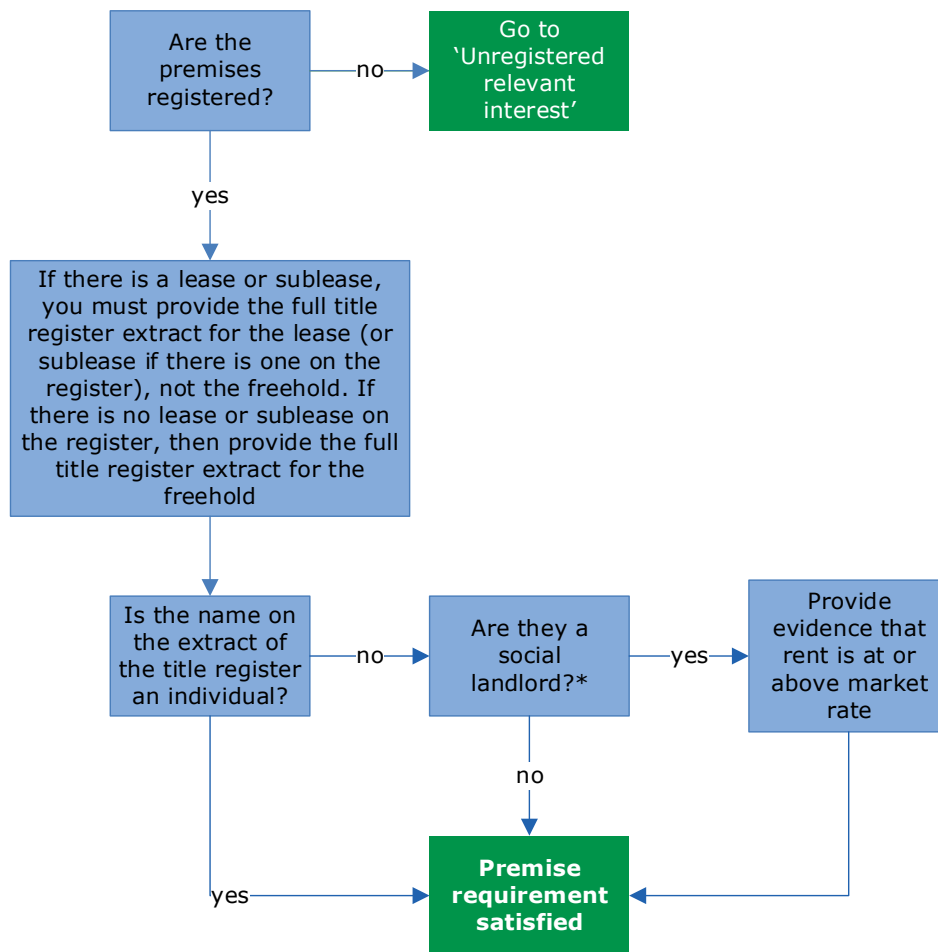 Are the
premises
registered?
no
Go to
‘Unregistered
relevant
interest’
yes
If there is a lease or sublease,
you must provide the full title
register extract for the lease (or
sublease if there is one on the
register), not the freehold. If
there is no lease or sublease on
the register, then provide the full
title register extract for the
freehold
Is the name on
the extract of
the title register
an individual?
no
Are they a
social
landlord?*
yes
Provide
evidence that
rent is at or
above market
rate
no
yes
Premise
requirement
satisfied